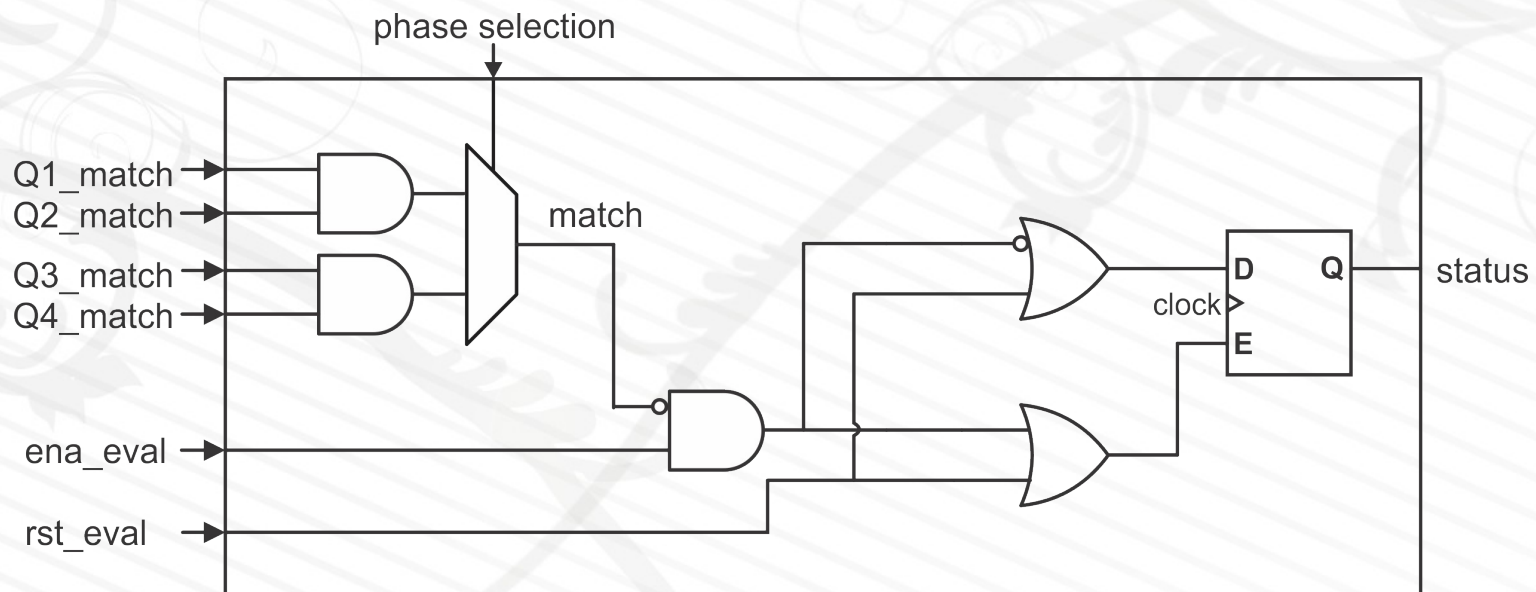 phase selection
Q1_match
Q2_match
match
Q3_match
Q4_match
D
Q
status
clock
E
ena_eval
rst_eval